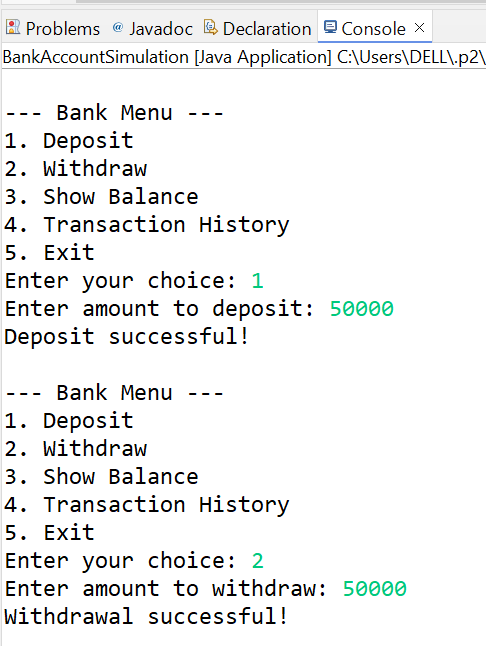 Problems @ Javadoc Declaration Console ×
BankAccountSimulation [Java Application] C:\Users\DELL\.p2\
--- Bank Menu ---
1. Deposit
2. Withdraw
3. Show Balance
4. Transaction History
5. Exit
Enter your choice: 1
Enter amount to deposit: 50000
Deposit successful!
--- Bank Menu ---
1. Deposit
2. Withdraw
3. Show Balance
4. Transaction History
5. Exit
Enter your choice: 2
Enter amount to withdraw: 50000
Withdrawal successful!